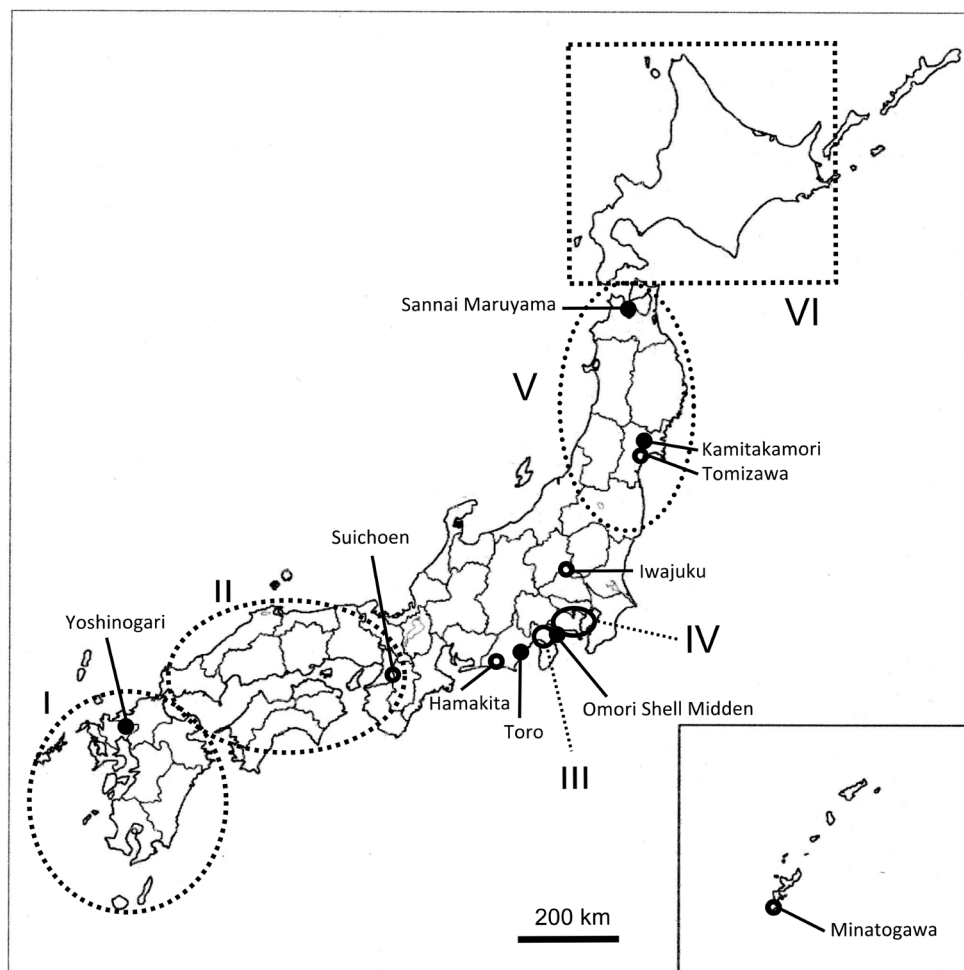 Sannai Maruyama
VI
V
Kamitakamori
Tomizawa
Suichoen
Iwajuku
II
Yoshinogari
IV
I
Hamakita
Toro
Omori Shell Midden
III
200 km
Minatogawa